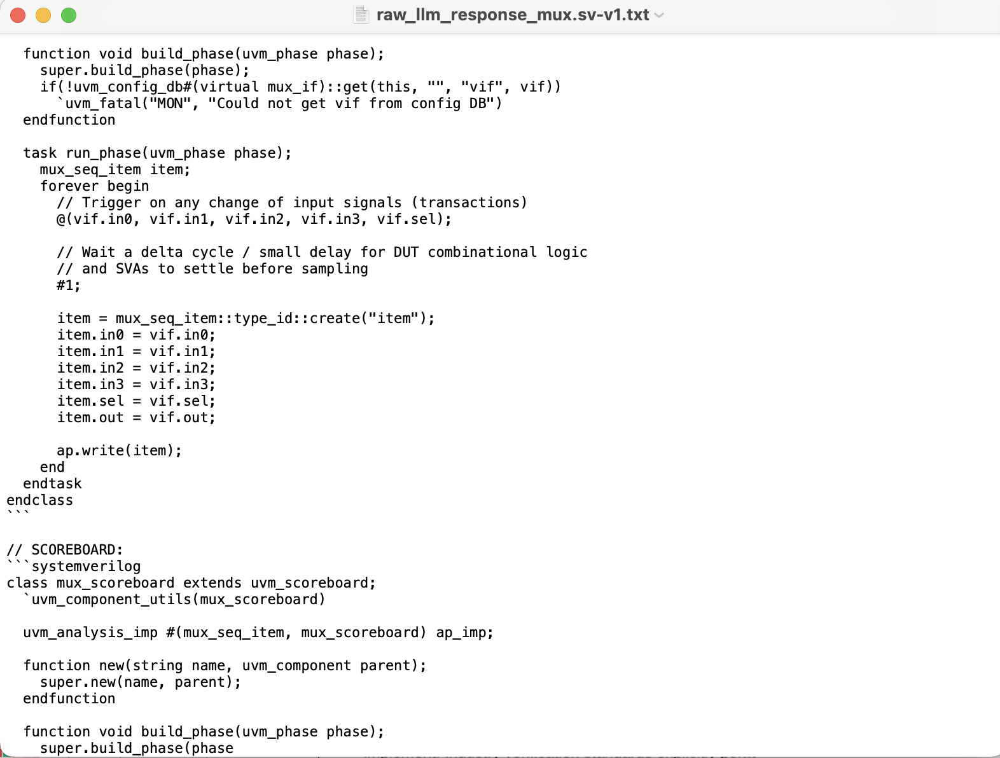 raw_llm_response_mux.sv-v1.txt
  function void build_phase(uvm_phase phase);
    super.build_phase(phase);
    if(!uvm_config_db#(virtual mux_if)::get(this, "", "vif", vif))
      `uvm_fatal("MON", "Could not get vif from config DB")
  endfunction

  task run_phase(uvm_phase phase);
    mux_seq_item item;
    forever begin
      // Trigger on any change of input signals (transactions)
      @(vif.in0, vif.in1, vif.in2, vif.in3, vif.sel);

      // Wait a delta cycle / small delay for DUT combinational logic
      // and SVAs to settle before sampling
      #1;

      item = mux_seq_item::type_id::create("item");
      item.in0 = vif.in0;
      item.in1 = vif.in1;
      item.in2 = vif.in2;
      item.in3 = vif.in3;
      item.sel = vif.sel;
      item.out = vif.out;

      ap.write(item);
    end
  endtask
endclass
```

// SCOREBOARD:
```systemverilog
class mux_scoreboard extends uvm_scoreboard;
  `uvm_component_utils(mux_scoreboard)

  uvm_analysis_imp #(mux_seq_item, mux_scoreboard) ap_imp;

  function new(string name, uvm_component parent);
    super.new(name, parent);
  endfunction

  function void build_phase(uvm_phase phase);
    super.build_phase(phase